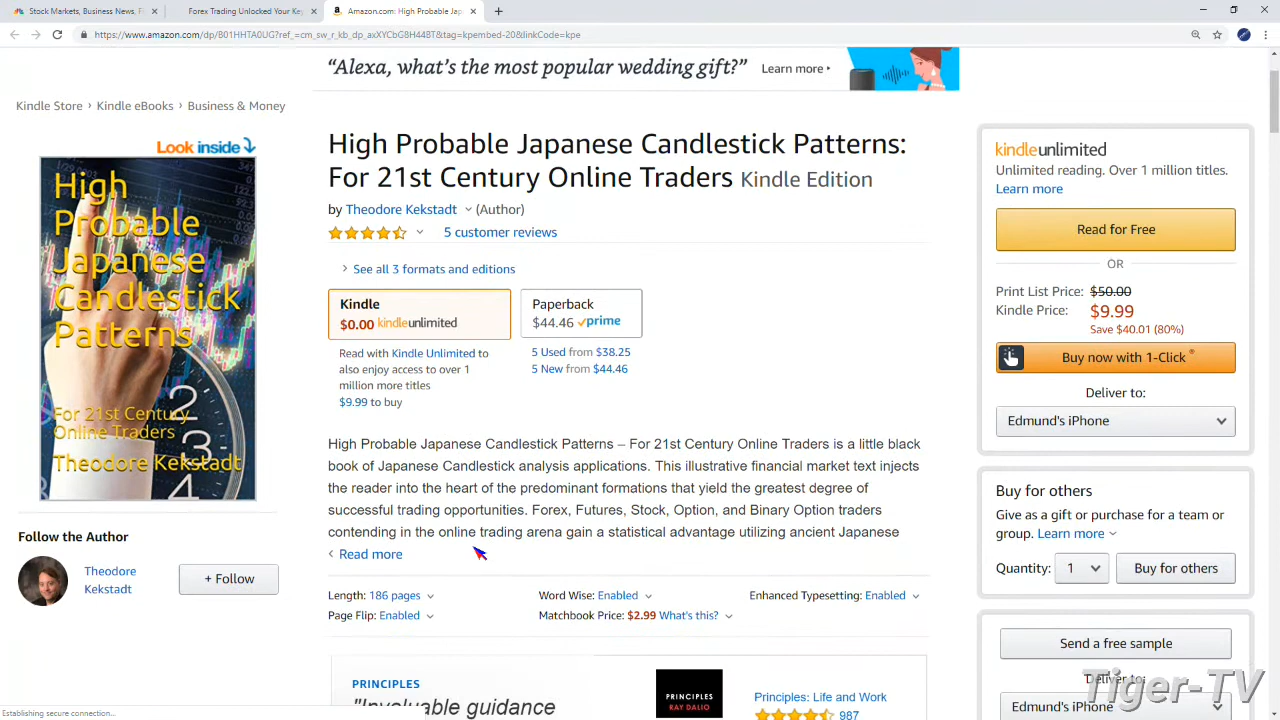 Stock Markets, Business News, Fi
Forex Trading Unlocked Your Key
Amazon.com: High Probable Jap
https://www.amazon.com/dp/B01HHTA0UG?ref_=cm_sw_r_kb_dp_axXYCbG8H44BT&tag=kpembed-20&linkCode=kpe
“Alexa, what’s the most popular wedding gift?” Learn more
Kindle Store › Kindle eBooks › Business & Money
Look inside
High
Probable
Japanese
Candlestick
Patterns
For 21st Century
Online Traders
Theodore Kekstadt
2
3
4
Follow the Author
Theodore
Kekstadt
+ Follow
High Probable Japanese Candlestick Patterns:
For 21st Century Online Traders Kindle Edition
by Theodore Kekstadt (Author)
5 customer reviews
See all 3 formats and editions
Kindle
$0.00 kindleunlimited
Paperback
$44.46 prime
Read with Kindle Unlimited to
also enjoy access to over 1
million more titles
$9.99 to buy
5 Used from $38.25
5 New from $44.46
High Probable Japanese Candlestick Patterns – For 21st Century Online Traders is a little black
book of Japanese Candlestick analysis applications. This illustrative financial market text injects
the reader into the heart of the predominant formations that yield the greatest degree of
successful trading opportunities. Forex, Futures, Stock, Option, and Binary Option traders
contending in the online trading arena gain a statistical advantage utilizing ancient Japanese
Read more
Length: 186 pages
Word Wise: Enabled
Enhanced Typesetting: Enabled
Page Flip: Enabled
Matchbook Price: $2.99 What's this?
PRINCIPLES
"Invaluable guidance
PRINCIPLES
RAY DALIO
Principles: Life and Work
987
kindleunlimited
Unlimited reading. Over 1 million titles.
Learn more
Read for Free
OR
Print List Price: $50.00
Kindle Price: $9.99
Save $40.01 (80%)
Buy now with 1-Click ®
Deliver to:
Edmund's iPhone
Buy for others
Give as a gift or purchase for a team or
group. Learn more
Quantity: 1
Buy for others
Send a free sample
Deliver to:
Edmund's iPhone
Tiger-TV
Establishing secure connection...